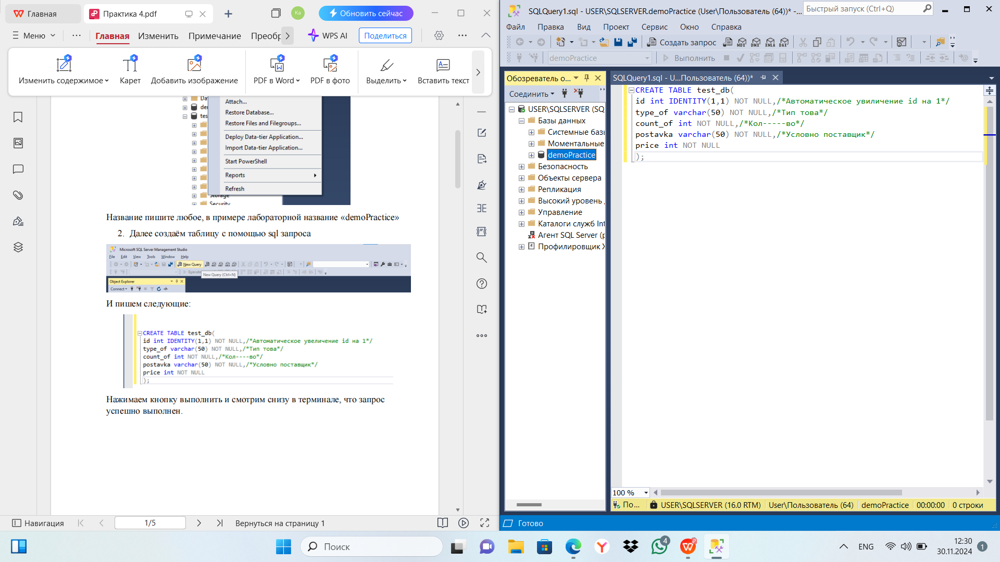 Главная
Практика 4.pdf
Ka
Обновить сейчас
Меню
Главная
Изменить
Примечание
Преобр
WPS AI
Поделиться
Изменить содержимое
Карет
Добавить изображение
PDF в Word
PDF в фото
Выделить
Вставить текст
Dat
der
tes
Attach...
Restore Database...
Restore Files and Filegroups...
Deploy Data-tier Application...
Import Data-tier Application...
Start PowerShell
Reports
Refresh
Storage
Security
Название пишите любое, в примере лабораторной название «demoPractice»
2. Далее создаём таблицу с помощью sql запроса
Microsoft SQL Server Management Studio
File Edit View Tools Window Help
New Query
Execute
New Query (Ctrl+N)
Object Explorer
Connect
И пишем следующие:
CREATE TABLE test_db(
id int IDENTITY(1,1) NOT NULL,/*Автоматическое увеличение id на 1*/
type_of varchar(50) NOT NULL,/*Тип това*/
count_of int NOT NULL,/*Кол----во*/
postavka varchar(50) NOT NULL,/*Условно поставщик*/
price int NOT NULL
);
Нажимаем кнопку выполнить и смотрим снизу в терминале, что запрос
успешно выполнен.
Навигация
1/5
Вернуться на страницу 1
SQLQuery1.sql - USER\SQLSERVER.demoPractice (User\Пользователь (64))* -...
Быстрый запуск (Ctrl+Q)
Файл Правка Вид Проект Сервис Окно Справка
Создать запрос
MDX DMX XMLA DAX
demoPractice
Выполнить
Обозреватель о...
Соединить
USER\SQLSERVER (SQ
Базы данных
Системные базы
Моментальные
demoPractice
Безопасность
Объекты сервера
Репликация
Высокий уровень
Управление
Каталоги служб Int
Агент SQL Server (р
Профилировщик X
SQLQuery1.sql - U...Пользователь (64))*
CREATE TABLE test_db(
id int IDENTITY(1,1) NOT NULL,/*Автоматическое увиличение id на 1*/
type_of varchar(50) NOT NULL,/*Тип това*/
count_of int NOT NULL,/*Кол-----во*/
postavka varchar(50) NOT NULL,/*Условно поставщик*/
price int NOT NULL
);
100 %
По...
USER\SQLSERVER (16.0 RTM)
User\Пользователь (64)
demoPractice
00:00:00
0 строки
Готово
Поиск
4
ENG
12:30
30.11.2024
1